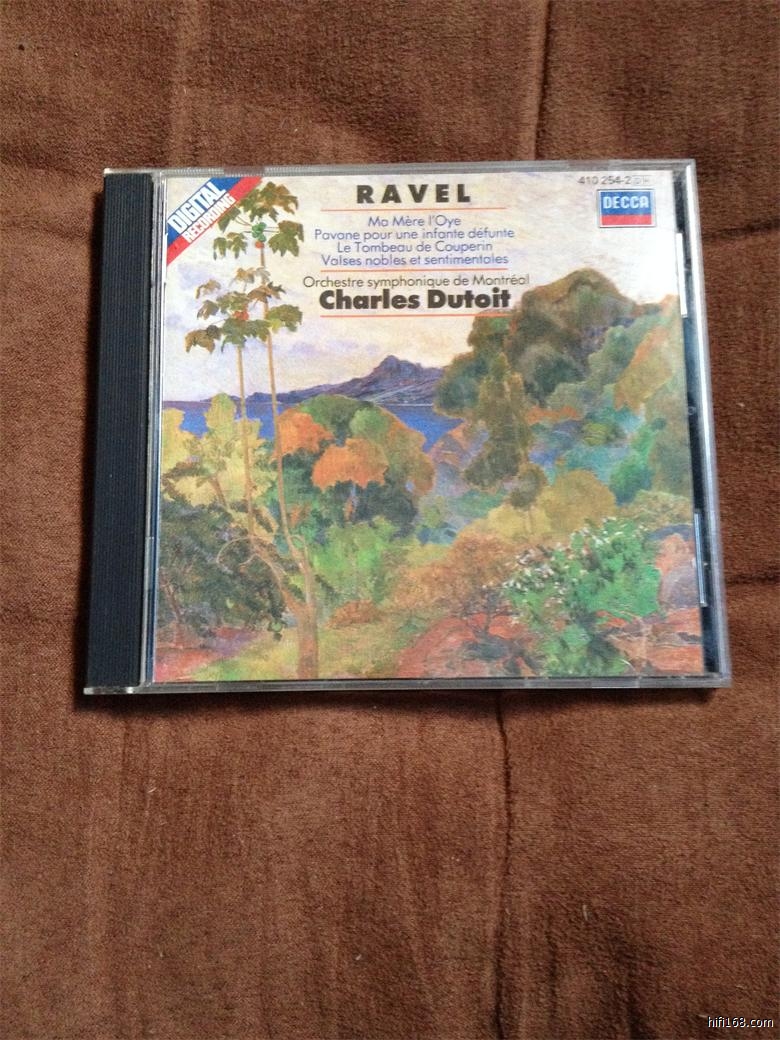 DIGITAL
RECORDING
RAVEL
410 254-2
DECCA
Ma Mère l'Oye
Pavane pour une infante défunte
Le Tombeau de Couperin
Valses nobles et sentimentales
Orchestre symphonique de Montréal
Charles Dutoit
hifi168.com